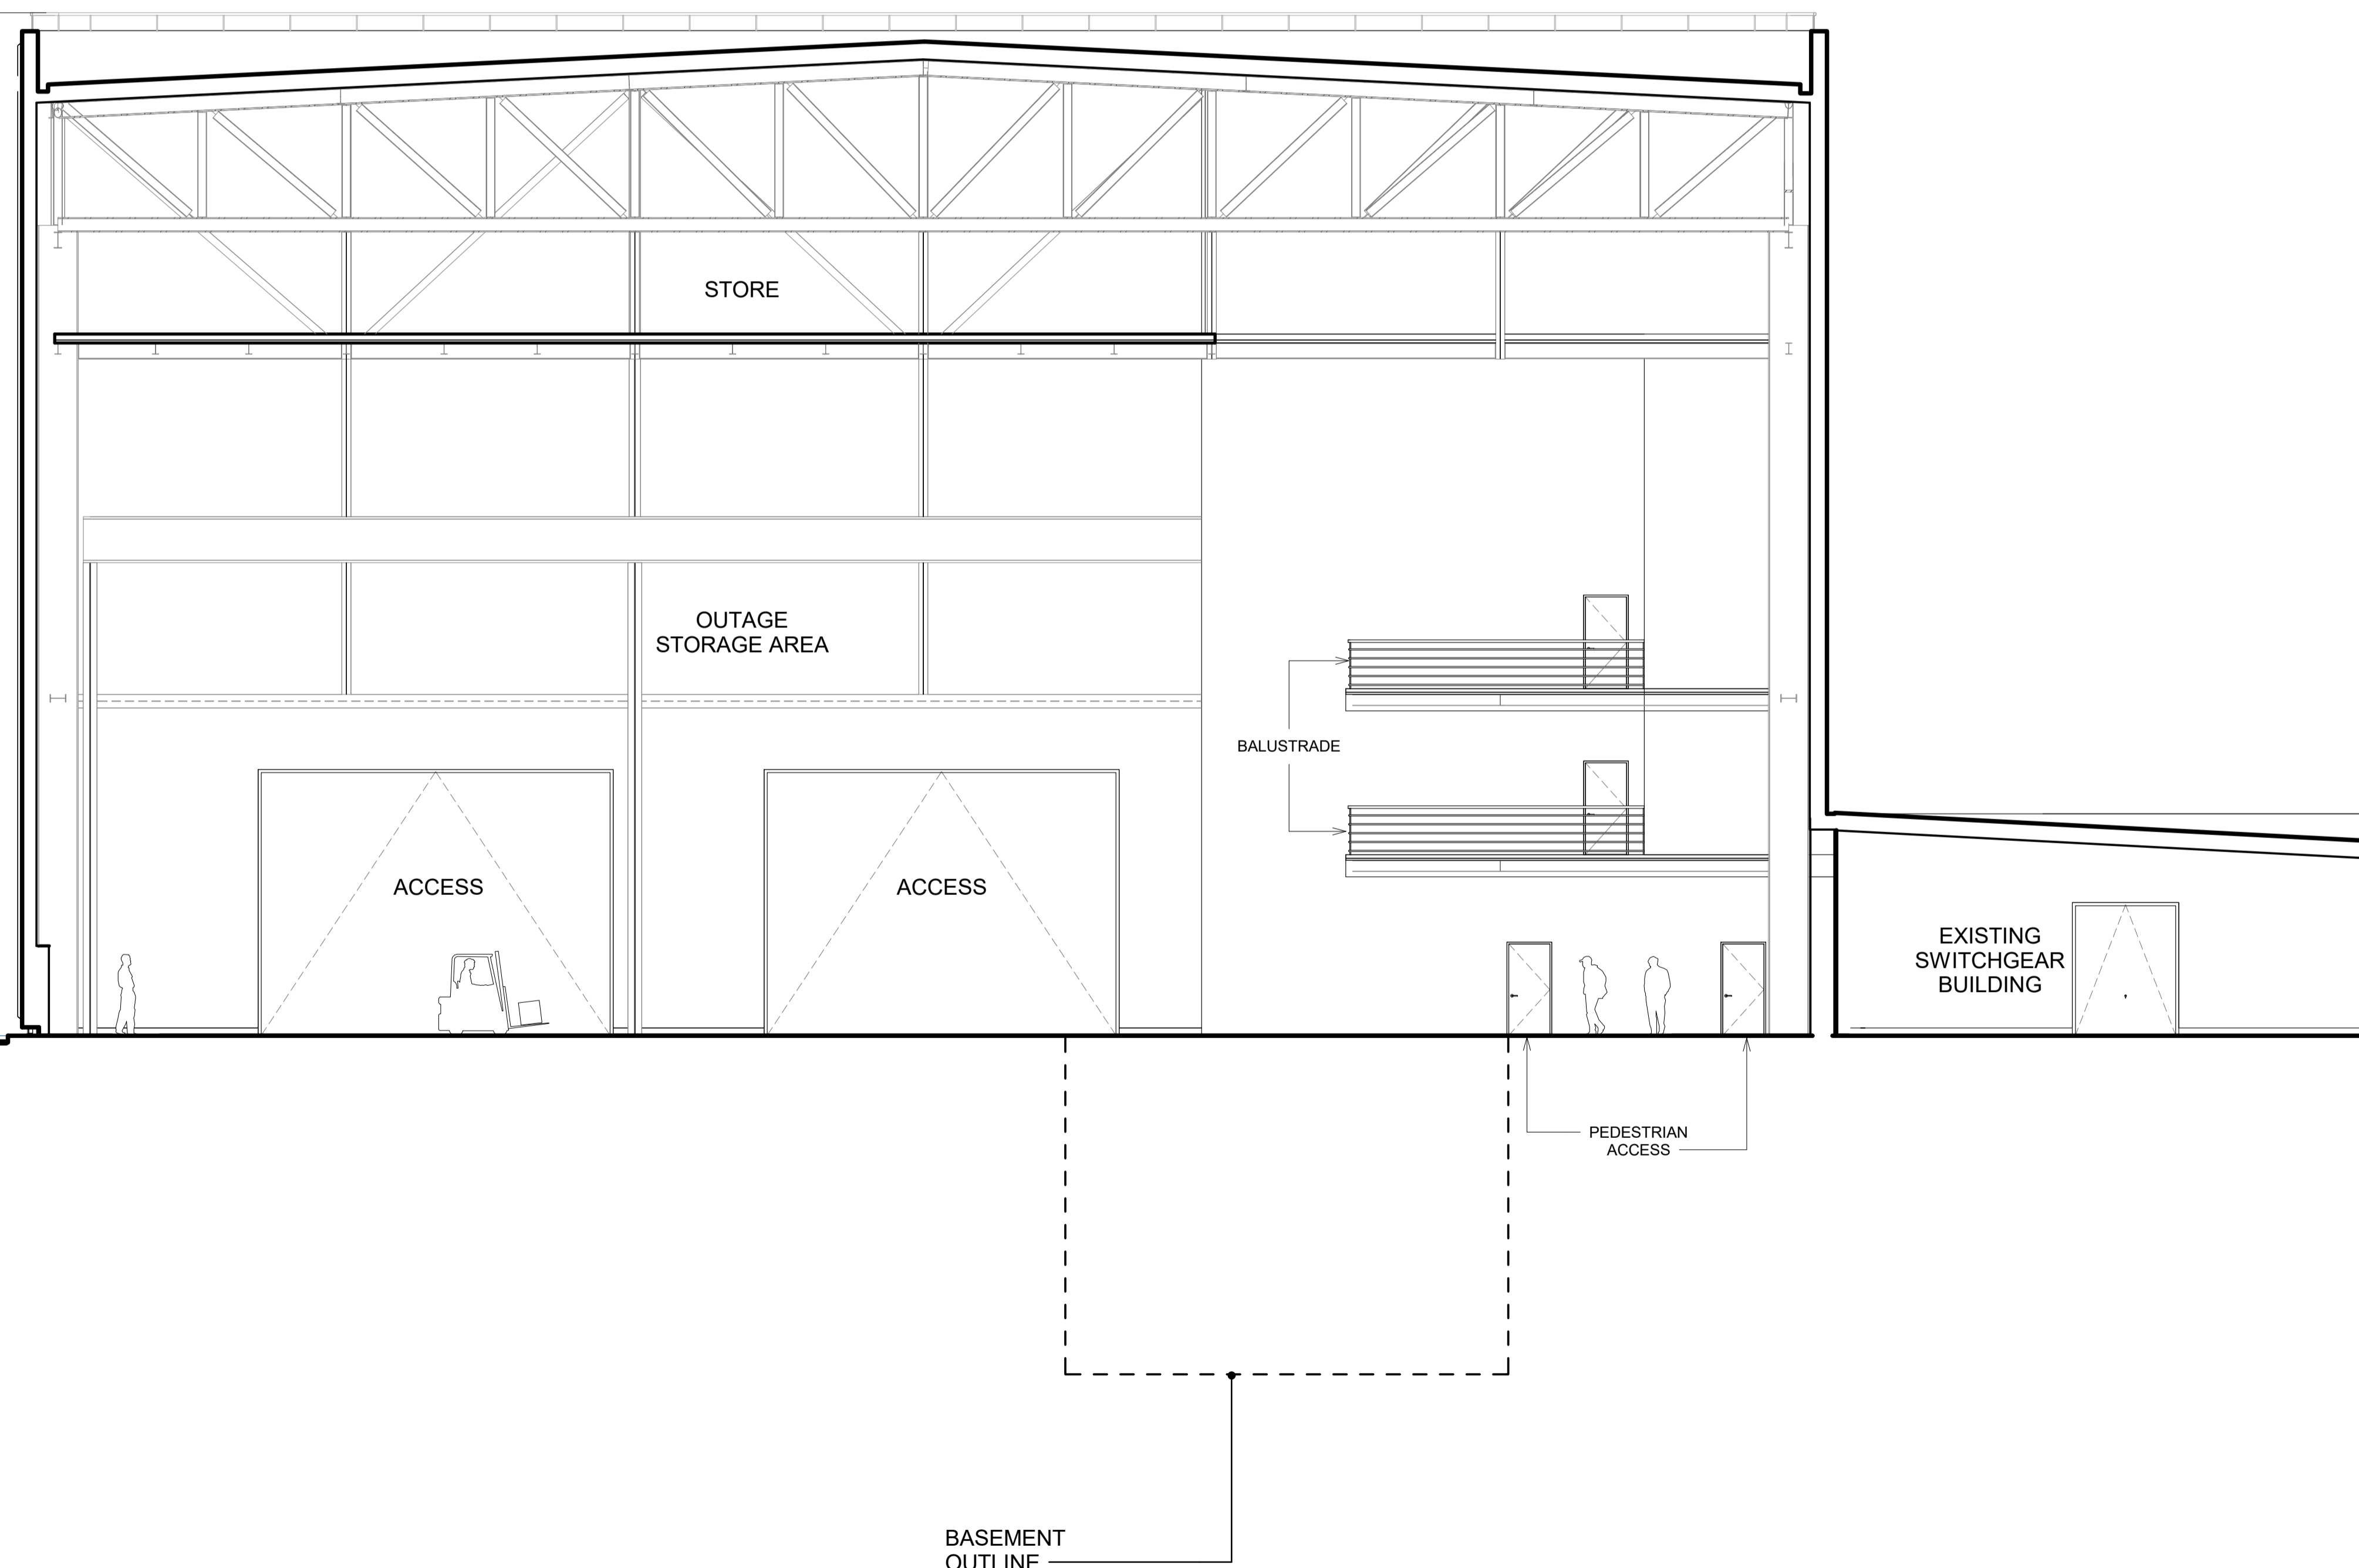 STORE
OUTAGE
STORAGE AREA
BALUSTRADE
ACCESS
ACCESS
EXISTING
SWITCHGEAR
BUILDING
PEDESTRIAN
ACCESS
BASEMENT
OUTLINE